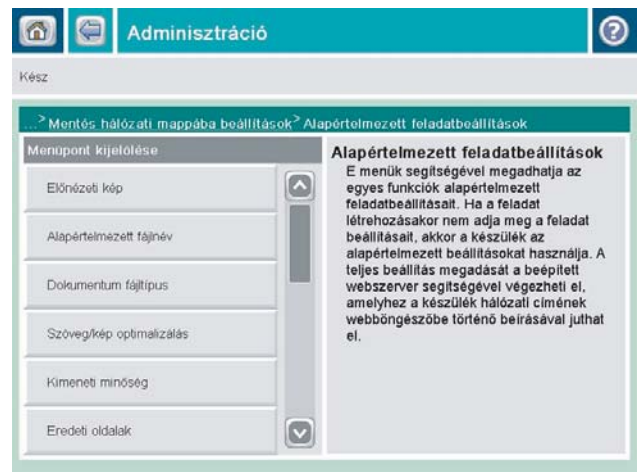 Adminisztráció
Kész
...> Mentés hálózati mappába beállítások> Alapértelmezett feladatbeállítások
Menüpont kijelölése
Előnézeti kép
Alapértelmezett fájlnév
Dokumentum fájltípus
Szöveg/kép optimalizálás
Kimeneti minőség
Eredeti oldalak
Alapértelmezett feladatbeállítások
E menük segítségével megadhatja az
egyes funkciók alapértelmezett
feladatbeállításait. Ha a feladat
létrehozásakor nem adja meg a feladat
beállításait, akkor a készülék az
alapértelmezett beállításokat használja. A
teljes beállítás megadását a beépített
webszerver segítségével végezheti el,
amelyhez a készülék hálózati címének
webböngészőbe történő beírásával juthat
el.